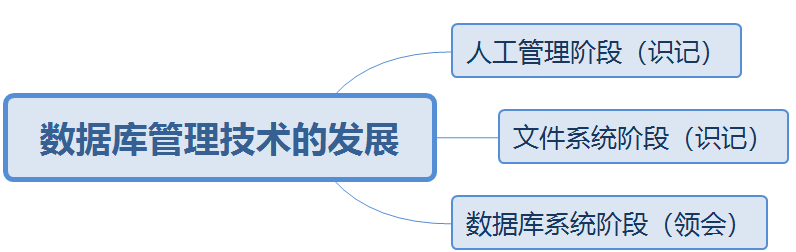 人工管理阶段（识记）
数据库管理技术的发展
文件系统阶段（识记）
数据库系统阶段（领会）